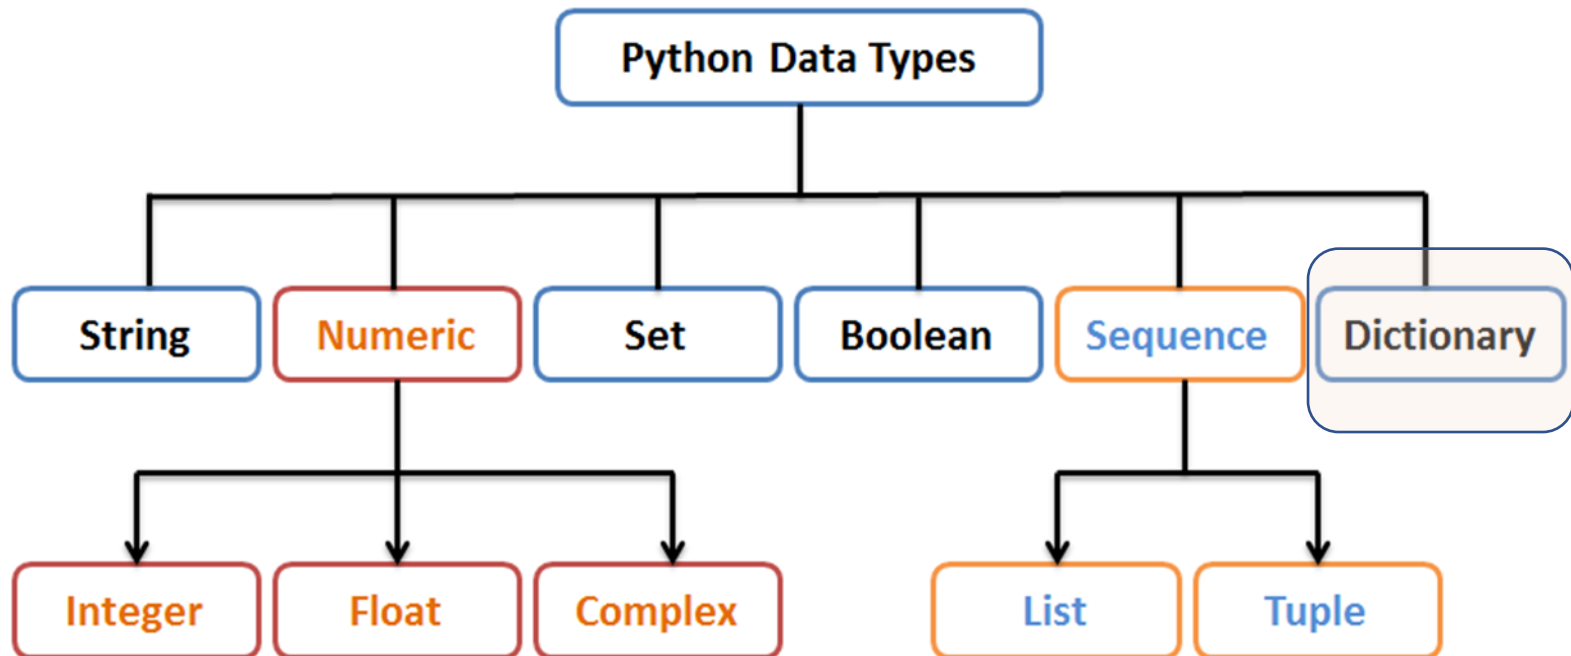 Python Data Types
String
Numeric
Set
Boolean
Sequence
Dictionary
Integer
Float
Complex
List
Tuple